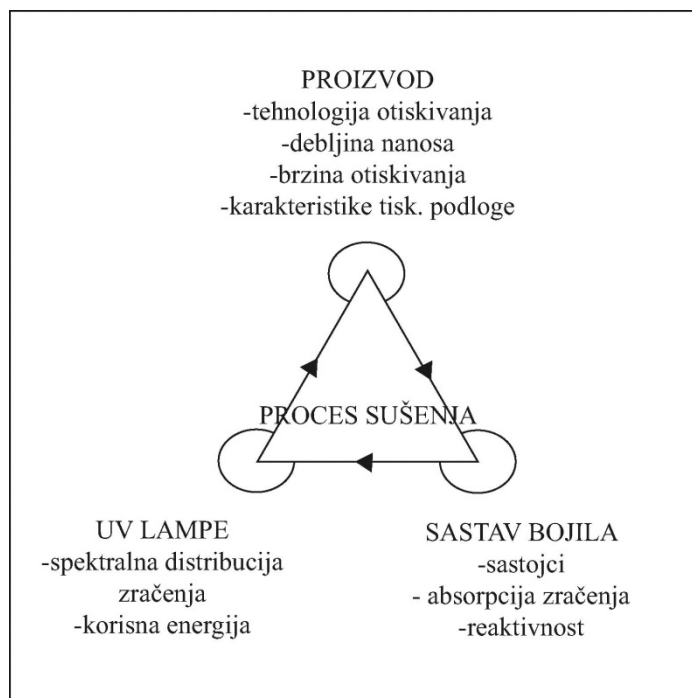 PROIZVOD
-tehnologija otiskivanja
-debljina nanosa
-brzina otiskivanja
-karakteristike tisk. podloge
PROCES SUŠENJA
UV LAMPE
-spektralna distribucija
zračenja
-korisna energija
SASTAV BOJILA
-sastojci
- absorpcija zračenja
-reaktivnost